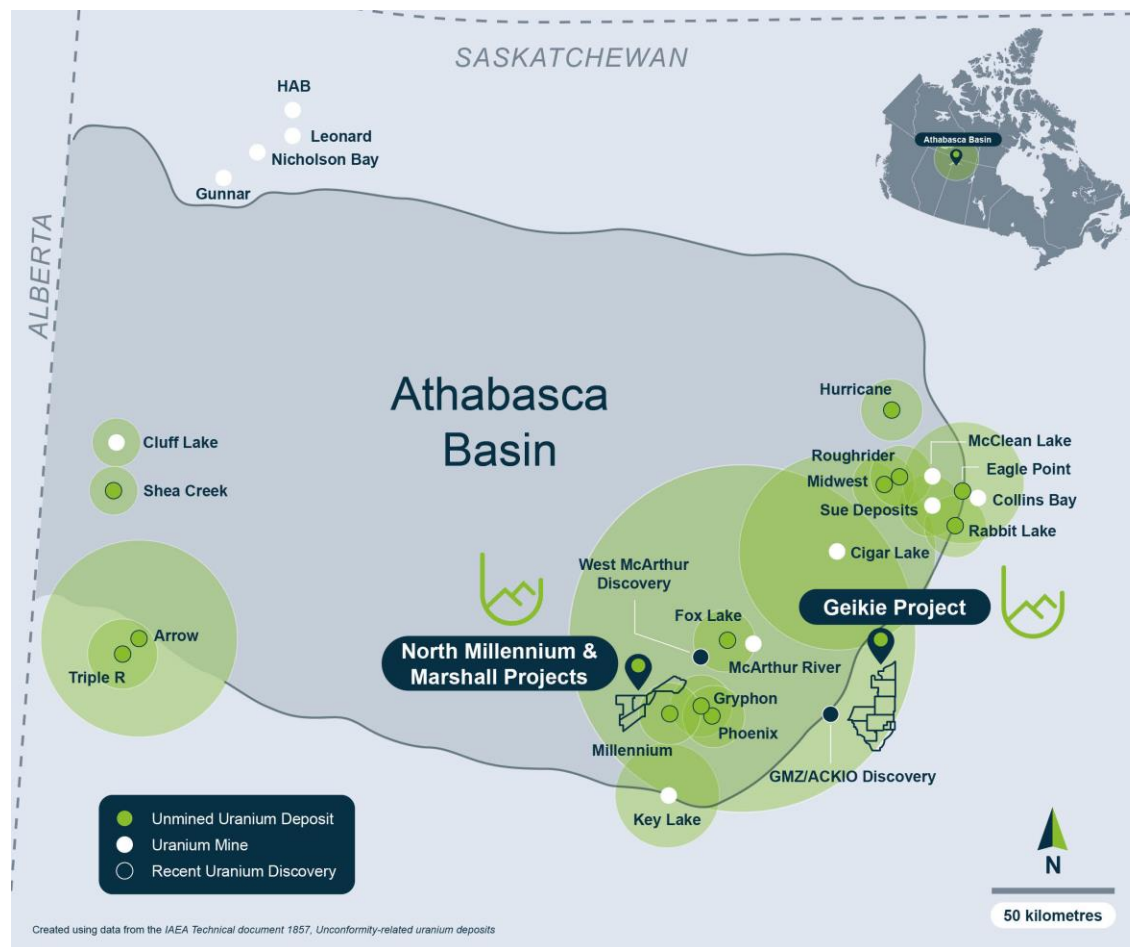 SASKATCHEWAN
HAB
Leonard
Nicholson Bay
Gunnar
Athabasca Basin
ALBERTA
Athabasca
Basin
Hurricane
McClean Lake
Roughrider
Eagle Point
Midwest
Collins Bay
Sue Deposits
Rabbit Lake
Cluff Lake
Shea Creek
Cigar Lake
West McArthur
Discovery
Geikie Project
Fox Lake
Arrow
North Millennium &
Marshall Projects
McArthur River
Triple R
Gryphon
Phoenix
Millennium
GMZ/ACKIO Discovery
Key Lake
Unmined Uranium Deposit
Uranium Mine
Recent Uranium Discovery
N
50 kilometres
Created using data from the IAEA Technical document 1857, Unconformity-related uranium deposits